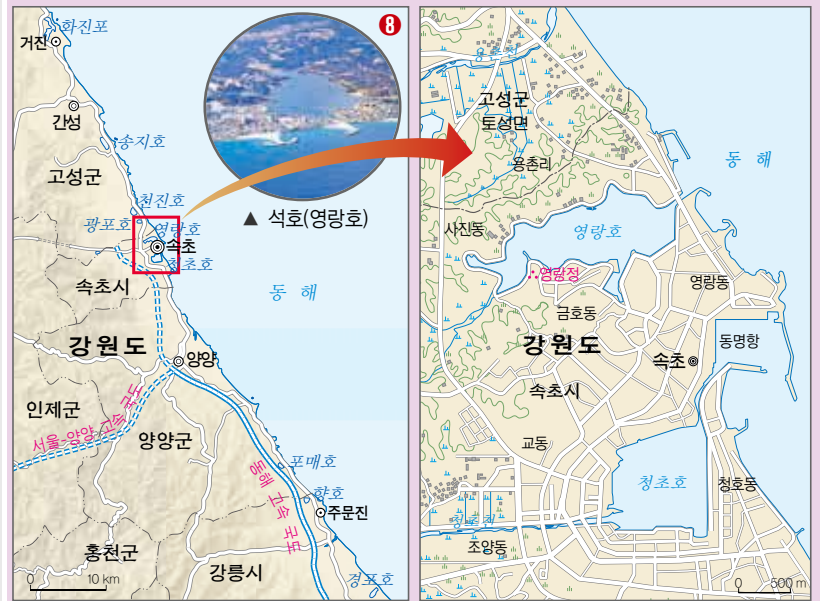 화진포
거진
간성
송지호
고성군
천진호
광포호
영랑호
속초
청초호
속초시
동 해
강원도
양양
인제군
서울-양양 고속 국도
양양군
포매호
동해 고속 국도
향호
주문진
홍천군
강릉시
경포호
0 10 km
8
▲ 석호(영랑호)
고성군
토성면
용촌리
동 해
사진동
영랑호
영랑정
영랑동
금호동
동명항
강원도
속초
속초시
교동
청초호
청호동
조양동
0 500 m